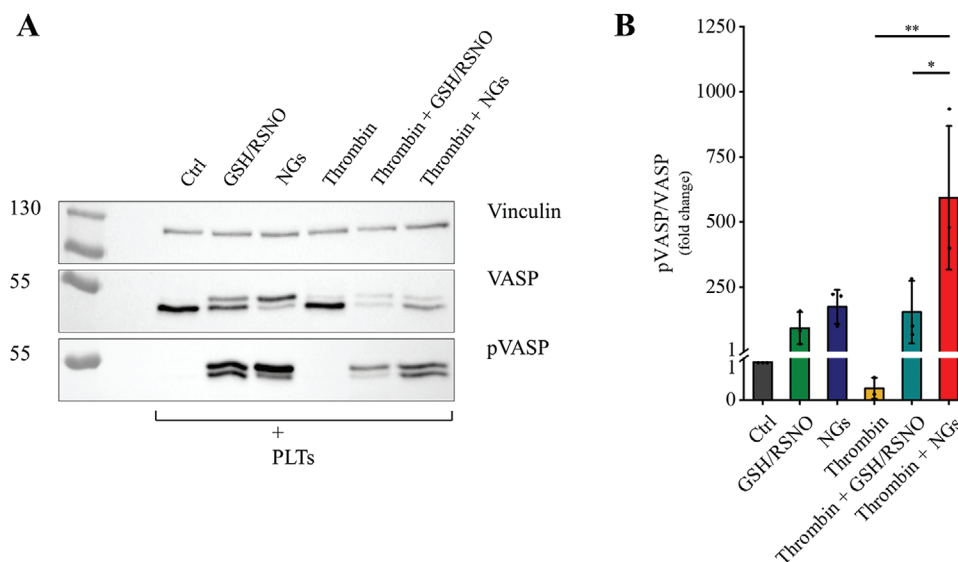 A
Ctrl
GSH/RSNO
NGs
Thrombin
Thrombin + GSH/RSNO
Thrombin + NGs
130
Vinculin
55
VASP
55
pVASP
+
PLTs
B
pVASP/VASP
(fold change)
1250
1000
750
500
250
1
1
0
**
*
Ctrl
GSH/RSNO
NGs
Thrombin
Thrombin + GSH/RSNO
Thrombin + NGs